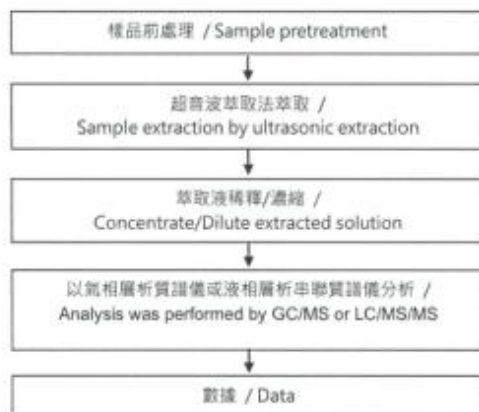 樣品前處理 / Sample pretreatment
超音波萃取法萃取 /
Sample extraction by ultrasonic extraction
萃取液稀釋/濃縮 /
Concentrate/Dilute extracted solution
以氣相層析質譜儀或液相層析串聯質譜儀分析 /
Analysis was performed by GC/MS or LC/MS/MS
數據 / Data